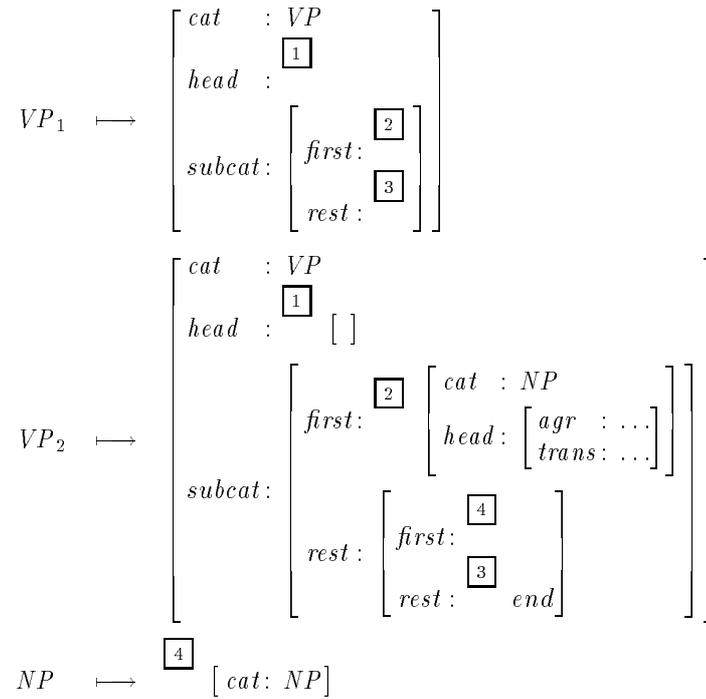 cat : VP
1
head :
VP1 ⟼
2
first:
subcat:
3
rest :
cat : VP
1
head : [ ]
2
cat : NP
first:
head:
agr : ...
trans: ...
VP2 ⟼
subcat:
4
first:
rest :
3
rest : end
4
NP ⟼ [ cat: NP]